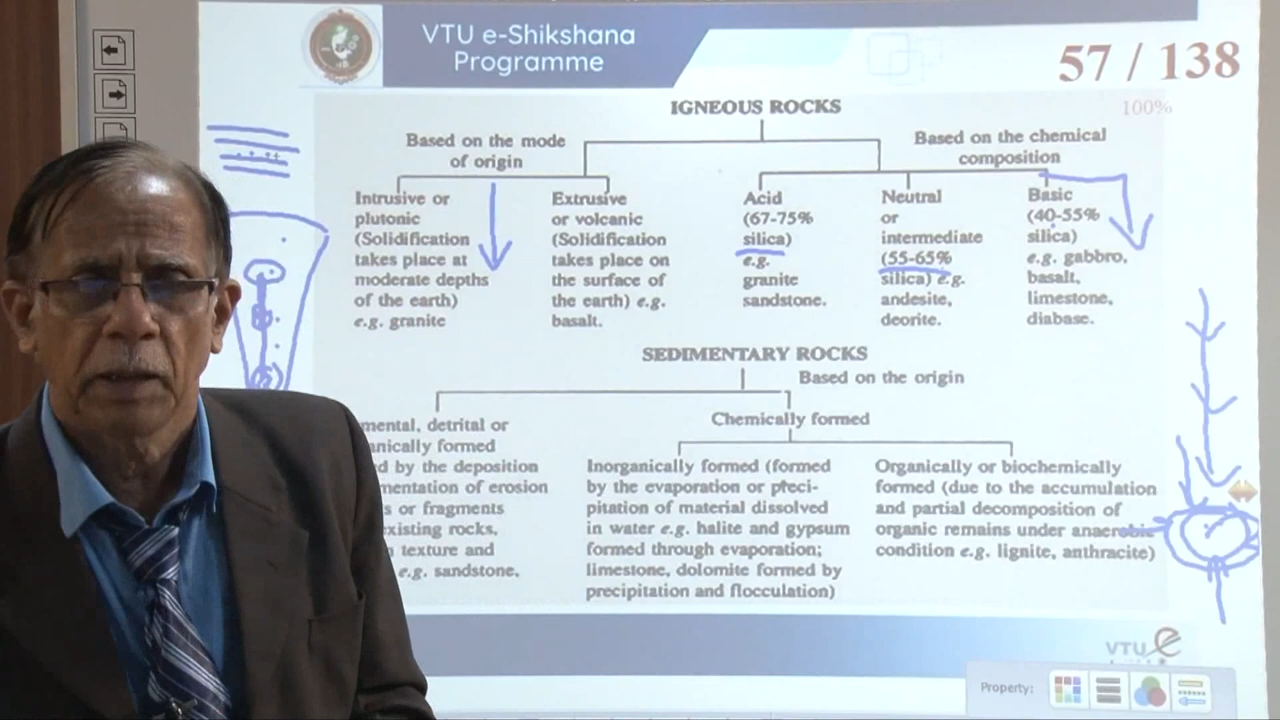 VTU e-Shikshana
Programme
57 / 138
100%
IGNEOUS ROCKS
Based on the mode
of origin
Based on the chemical
composition
Intrusive or
plutonic
(Solidification
takes place at
moderate depths
of the earth)
e.g. granite
Extrusive
or volcanic
(Solidification
takes place on
the surface of
the earth) e.g.
basalt.
Acid
(67-75%
silica)
e.g.
granite
sandstone.
Neutral
or
intermediate
(55-65%
silica) e.g.
andesite,
deorite.
Basic
(40-55%
silica)
e.g. gabbro,
basalt,
limestone,
diabase.
SEDIMENTARY ROCKS
Based on the origin
mental, detrital or
anically formed
d by the deposition
mentation of erosion
s or fragments
existing rocks,
texture and
e.g. sandstone,
Chemically formed
Inorganically formed (formed
by the evaporation or preci-
pitation of material dissolved
in water e.g. halite and gypsum
formed through evaporation;
limestone, dolomite formed by
precipitation and flocculation)
Organically or biochemically
formed (due to the accumulation
and partial decomposition of
organic remains under anaerobic
condition e.g. lignite, anthracite)
VTU e
Property: